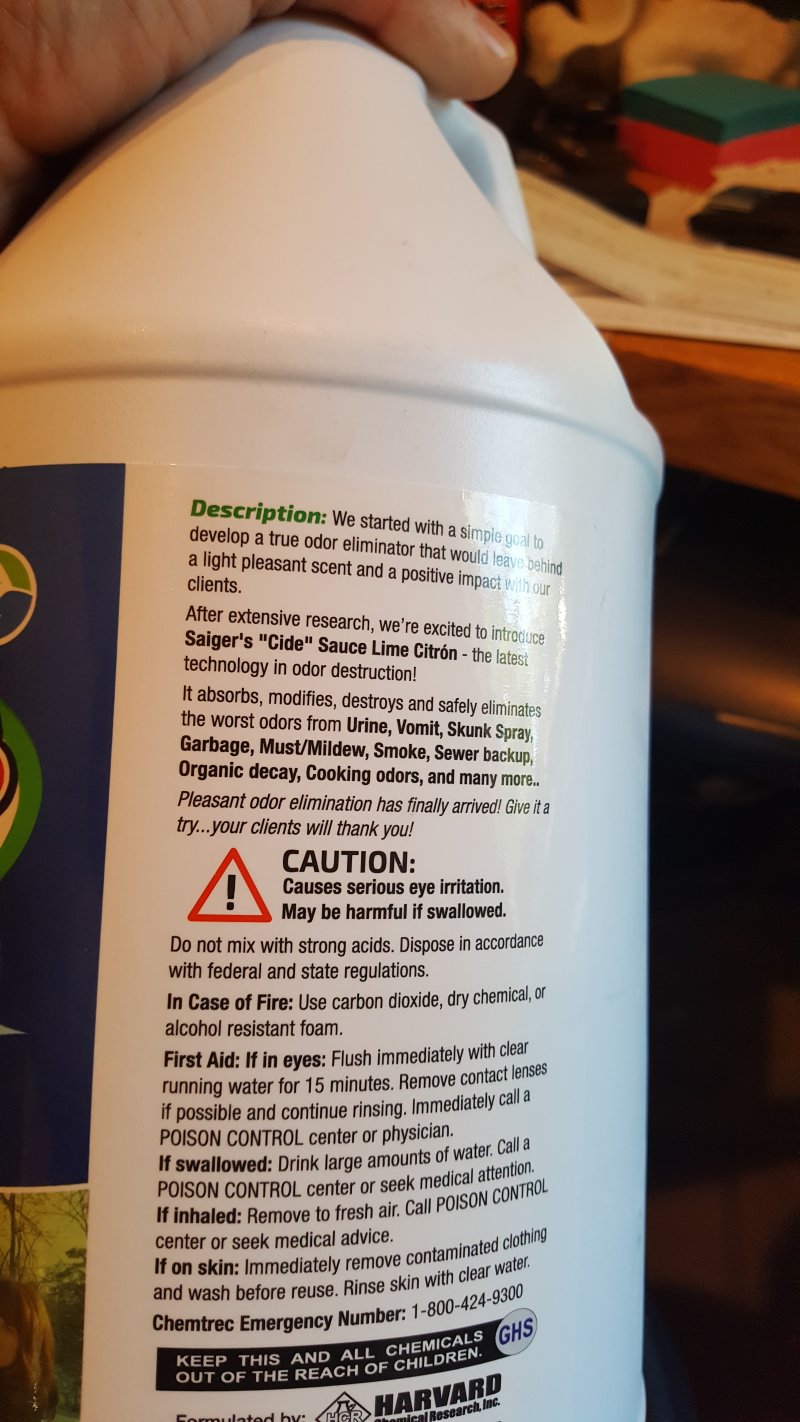 Description: We started with a simple goal to
develop a true odor eliminator that would leave behind
a light pleasant scent and a positive impact with our
clients.
After extensive research, we're excited to introduce
Saiger's "Cide" Sauce Lime Citrón - the latest
technology in odor destruction!
It absorbs, modifies, destroys and safely eliminates
the worst odors from Urine, Vomit, Skunk Spray,
Garbage, Must/Mildew, Smoke, Sewer backup,
Organic decay, Cooking odors, and many more..
Pleasant odor elimination has finally arrived! Give it a
try...your clients will thank you!
!
CAUTION:
Causes serious eye irritation.
May be harmful if swallowed.
Do not mix with strong acids. Dispose in accordance
with federal and state regulations.
In Case of Fire: Use carbon dioxide, dry chemical, or
alcohol resistant foam.
First Aid: If in eyes: Flush immediately with clear
running water for 15 minutes. Remove contact lenses
if possible and continue rinsing. Immediately call a
POISON CONTROL center or physician.
If swallowed: Drink large amounts of water. Call a
POISON CONTROL center or seek medical attention.
If inhaled: Remove to fresh air. Call POISON CONTROL
center or seek medical advice.
If on skin: Immediately remove contaminated clothing
and wash before reuse. Rinse skin with clear water.
Chemtrec Emergency Number: 1-800-424-9300
KEEP THIS AND ALL CHEMICALS
OUT OF THE REACH OF CHILDREN.
GHS
Formulated by:
HCR
HARVARD
Chemical Research, Inc.